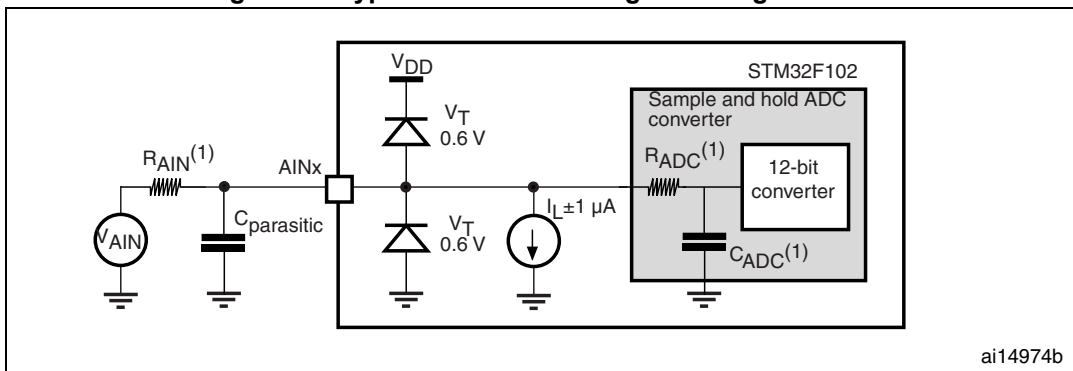 VDD
STM32F102
Sample and hold ADC
converter
VT
0.6 V
RAIN(1)
AINx
RADC(1)
12-bit
converter
IL±1 µA
VAIN
Cparasitic
VT
0.6 V
CADC(1)
ai14974b